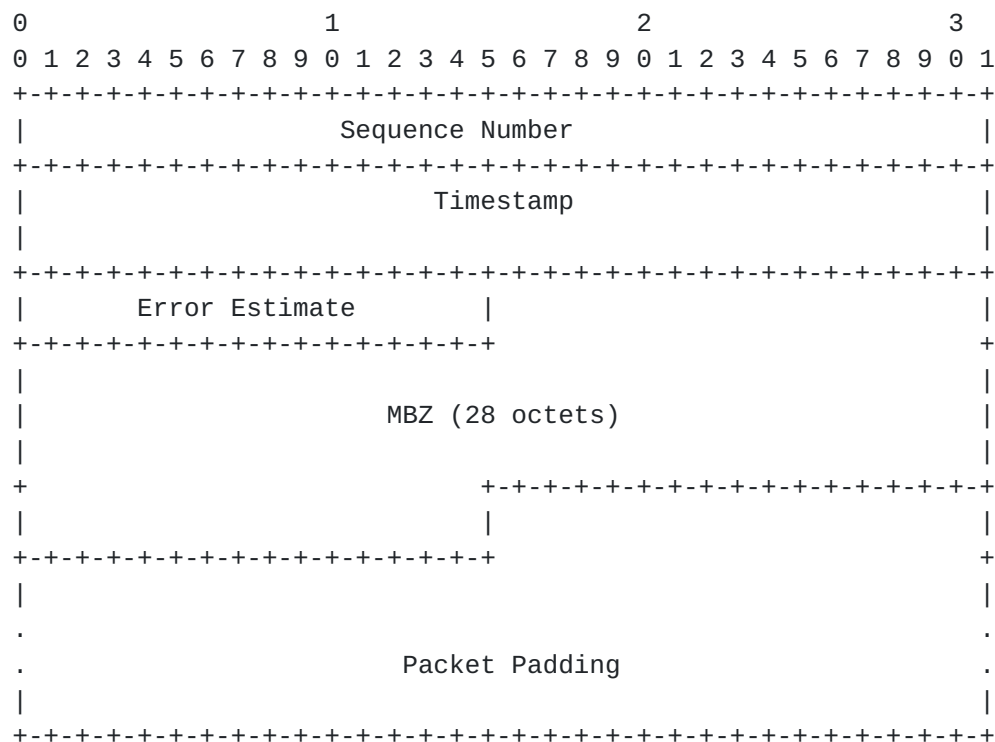 0                   1                   2                   3
0 1 2 3 4 5 6 7 8 9 0 1 2 3 4 5 6 7 8 9 0 1 2 3 4 5 6 7 8 9 0 1
+-+-+-+-+-+-+-+-+-+-+-+-+-+-+-+-+-+-+-+-+-+-+-+-+-+-+-+-+-+-+-+
|                    Sequence Number                          |
+-+-+-+-+-+-+-+-+-+-+-+-+-+-+-+-+-+-+-+-+-+-+-+-+-+-+-+-+-+-+-+
|                          Timestamp                          |
|                                                             |
+-+-+-+-+-+-+-+-+-+-+-+-+-+-+-+-+-+-+-+-+-+-+-+-+-+-+-+-+-+-+-+
|       Error Estimate        |                               |
+-+-+-+-+-+-+-+-+-+-+-+-+-+-+-+                               +
|                                                             |
|                       MBZ (28 octets)                       |
|                                                             |
+                             +-+-+-+-+-+-+-+-+-+-+-+-+-+-+-+-+
|                             |                               |
+-+-+-+-+-+-+-+-+-+-+-+-+-+-+-+                               +
|                                                             |
.                                                             .
.                        Packet Padding                       .
|                                                             |
+-+-+-+-+-+-+-+-+-+-+-+-+-+-+-+-+-+-+-+-+-+-+-+-+-+-+-+-+-+-+-+